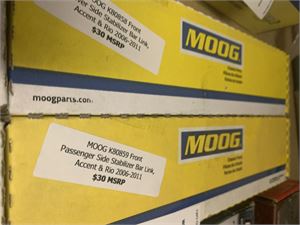 MOOG K80858 Front
Passenger Side Stabilizer Bar Link,
Accent & Rio 2006-2011
$30 MSRP
MOOG
moogparts.com
MOOG K80859 Front
Passenger Side Stabilizer Bar Link,
Accent & Rio 2006-2011
$30 MSRP
MOOG